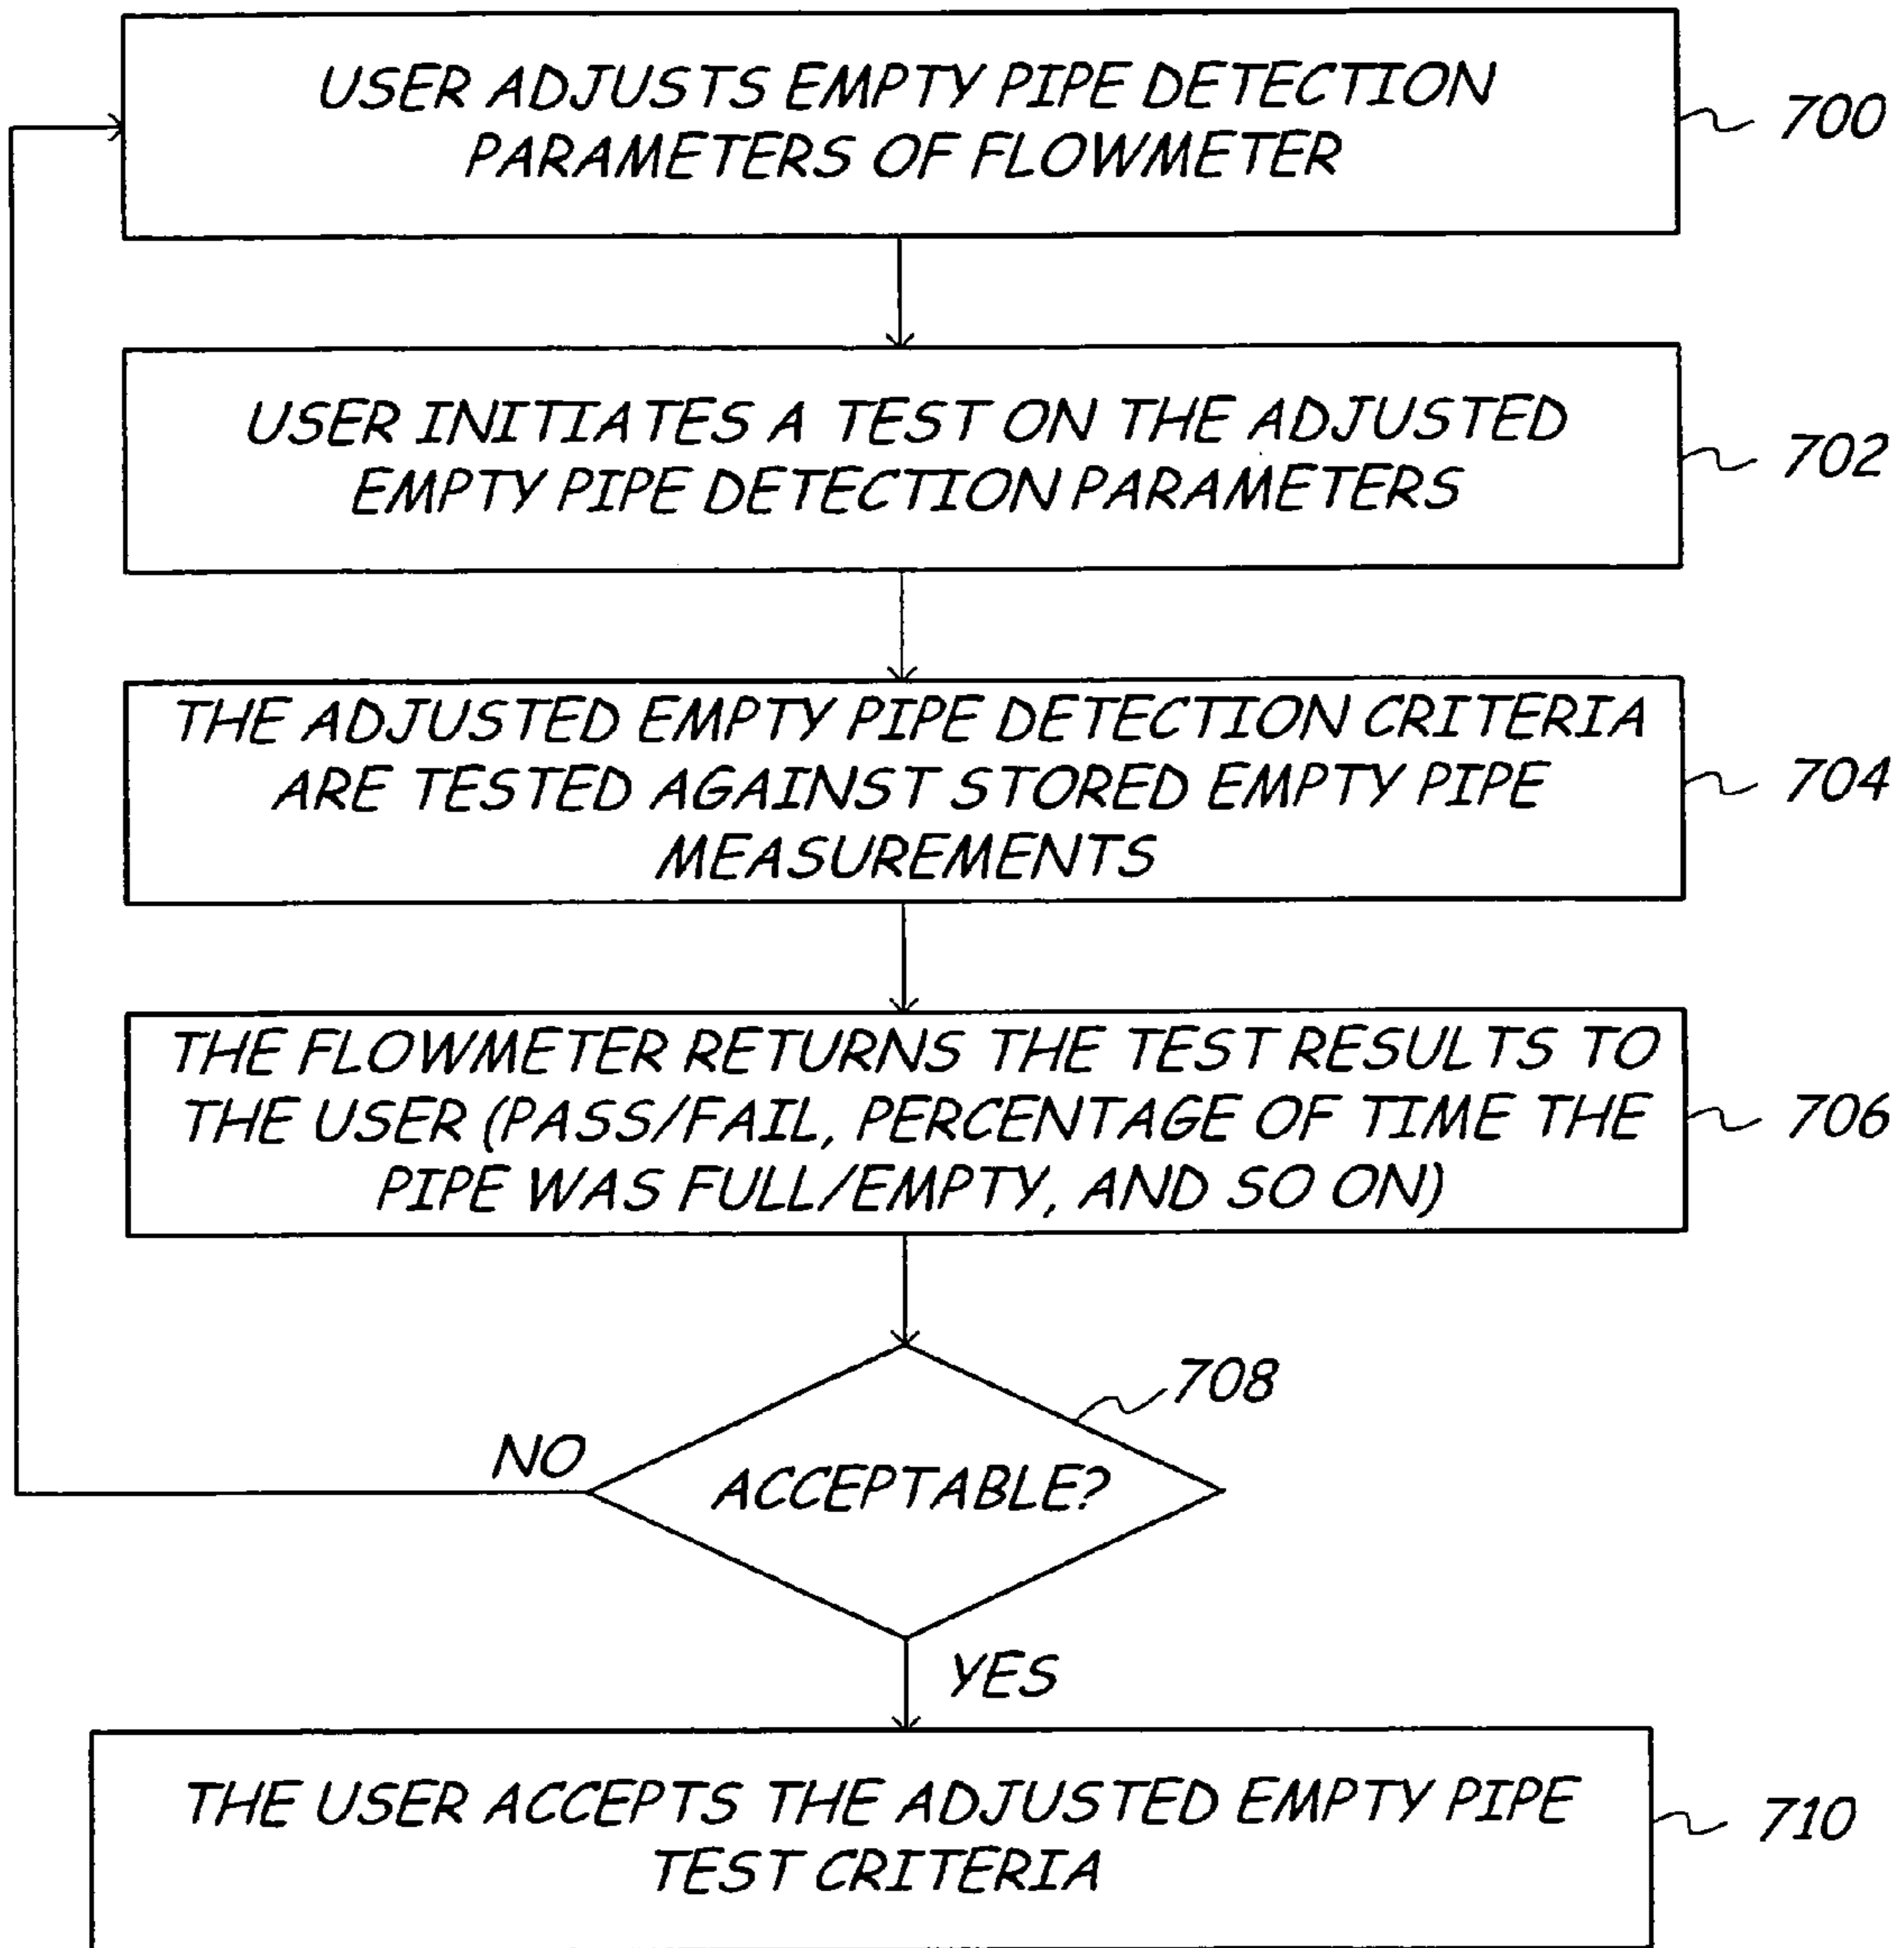 USER ADJUSTS EMPTY PIPE DETECTION
PARAMETERS OF FLOWMETER
700
USER INITIATES A TEST ON THE ADJUSTED
EMPTY PIPE DETECTION PARAMETERS
702
THE ADJUSTED EMPTY PIPE DETECTION CRITERIA
ARE TESTED AGAINST STORED EMPTY PIPE
MEASUREMENTS
704
THE FLOWMETER RETURNS THE TEST RESULTS TO
THE USER (PASS/FAIL, PERCENTAGE OF TIME THE
PIPE WAS FULL/EMPTY, AND SO ON)
706
708
NO
ACCEPTABLE?
YES
THE USER ACCEPTS THE ADJUSTED EMPTY PIPE
TEST CRITERIA
710